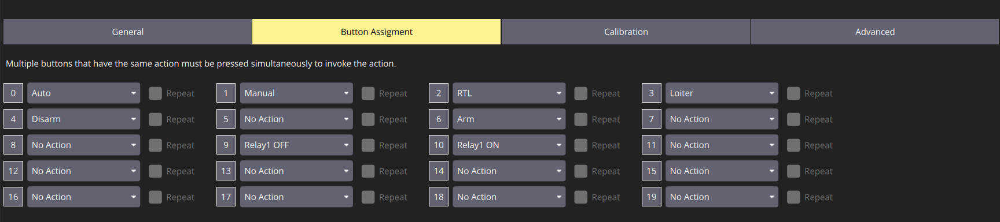 General Button Assigment Calibration Advanced
Multiple buttons that have the same action must be pressed simultaneously to invoke the action.
0 Auto Repeat 1 Manual Repeat 2 RTL Repeat 3 Loiter Repeat
4 Disarm Repeat 5 No Action Repeat 6 Arm Repeat 7 No Action Repeat
8 No Action Repeat 9 Relay1 OFF Repeat 10 Relay1 ON Repeat 11 No Action Repeat
12 No Action Repeat 13 No Action Repeat 14 No Action Repeat 15 No Action Repeat
16 No Action Repeat 17 No Action Repeat 18 No Action Repeat 19 No Action Repeat